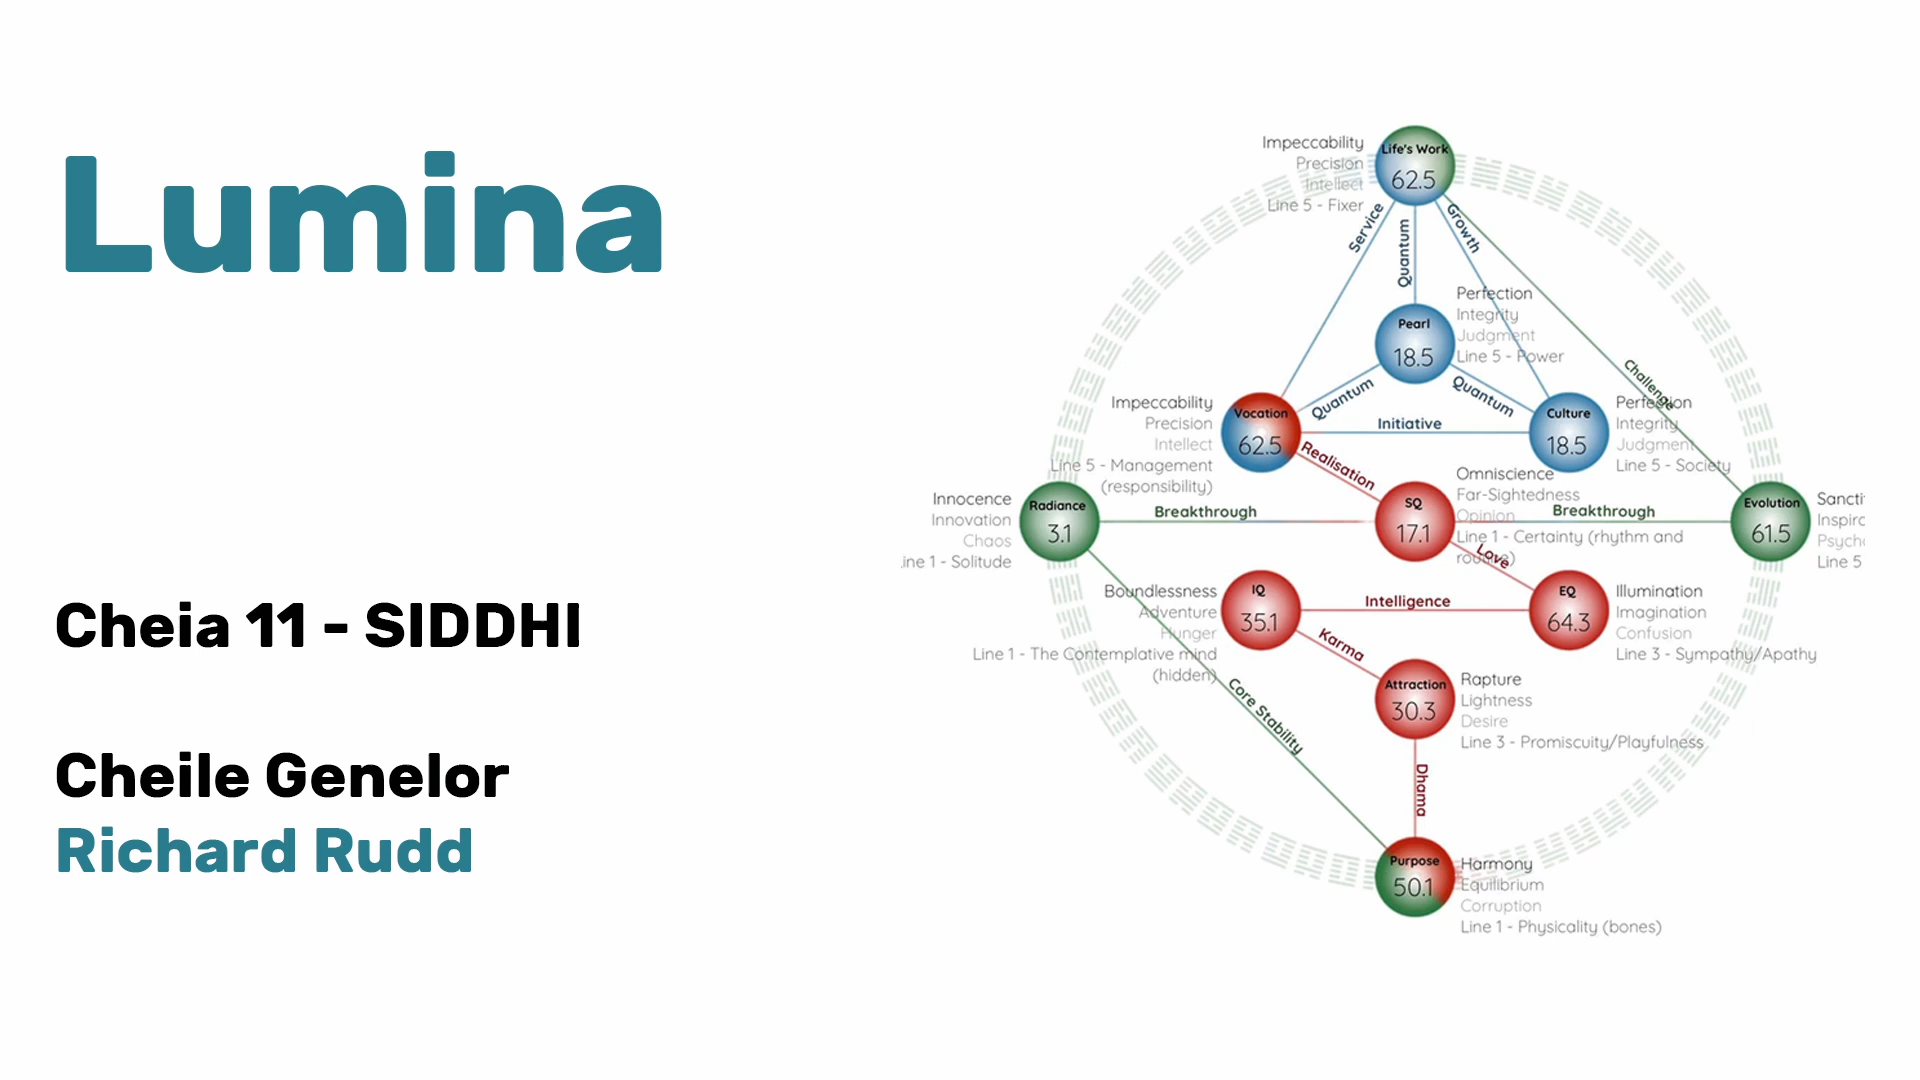 Lumina
Cheia 11 - SIDDHI
Cheile Genelor
Richard Rudd
Impeccability
Precision
Intellect
Line 5 - Fixer
Life's Work
62.5
Service
Quantum
Growth
Challenge
Perfection
Integrity
Judgment
Line 5 - Power
Pearl
18.5
Quantum
Quantum
Impeccability
Precision
Intellect
Line 5 - Management
(responsibility)
Vocation
62.5
Initiative
Culture
18.5
Perfection
Integrity
Judgment
Line 5 - Society
Realisation
Omniscience
Far-Sightedness
Opinion
Line 1 - Certainty (rhythm and
routine)
SQ
17.1
Innocence
Innovation
Chaos
ine 1 - Solitude
Radiance
3.1
Breakthrough
Breakthrough
Evolution
61.5
Sancti
Inspir
Psych
Line 5
Love
Boundlessness
Adventure
Hunger
Line 1 - The Contemplative mind
(hidden)
IQ
35.1
Intelligence
EQ
64.3
Illumination
Imagination
Confusion
Line 3 - Sympathy/Apathy
Karma
Core Stability
Attraction
30.3
Rapture
Lightness
Desire
Line 3 - Promiscuity/Playfulness
Dhama
Purpose
50.1
Harmony
Equilibrium
Corruption
Line 1 - Physicality (bones)